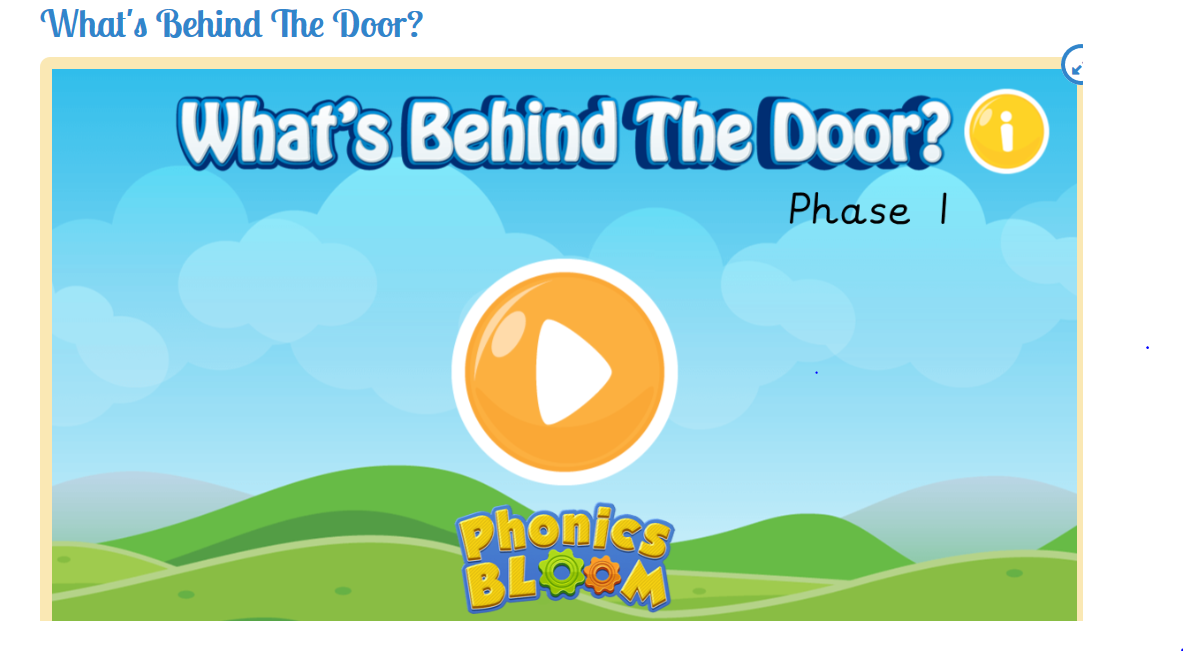 What's Behind The Door?
What's Behind The Door?
i
Phase 1
Phonics
BLOOM